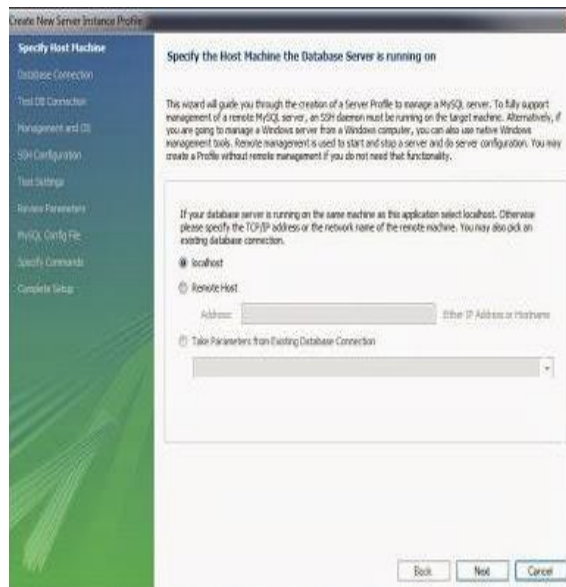 Create New Server Instance Profile
Specify Host Machine
Database Connection
Test DB Connection
Management and OS
SSH Configuration
Test Settings
Review Parameters
MySQL Config File
Specify Commands
Complete Setup
Specify the Host Machine the Database Server is running on
This wizard will guide you through the creation of a Server Profile to manage a MySQL server. To fully support
management of a remote MySQL server, an SSH daemon must be running on the target machine. Alternatively, if
you are going to manage a Windows server from a Windows computer, you can also use native Windows
management tools. Remote management is used to start and stop a server and do server configuration. You may
create a Profile without remote management if you do not need that functionality.
If your database server is running on the same machine as this application select localhost. Otherwise
please specify the TCP/IP address or the network name of the remote machine. You may also pick an
existing database connection.
localhost
Remote Host
Address:
Either IP Address or Hostname
Take Parameters from Existing Database Connection
Back
Next
Cancel